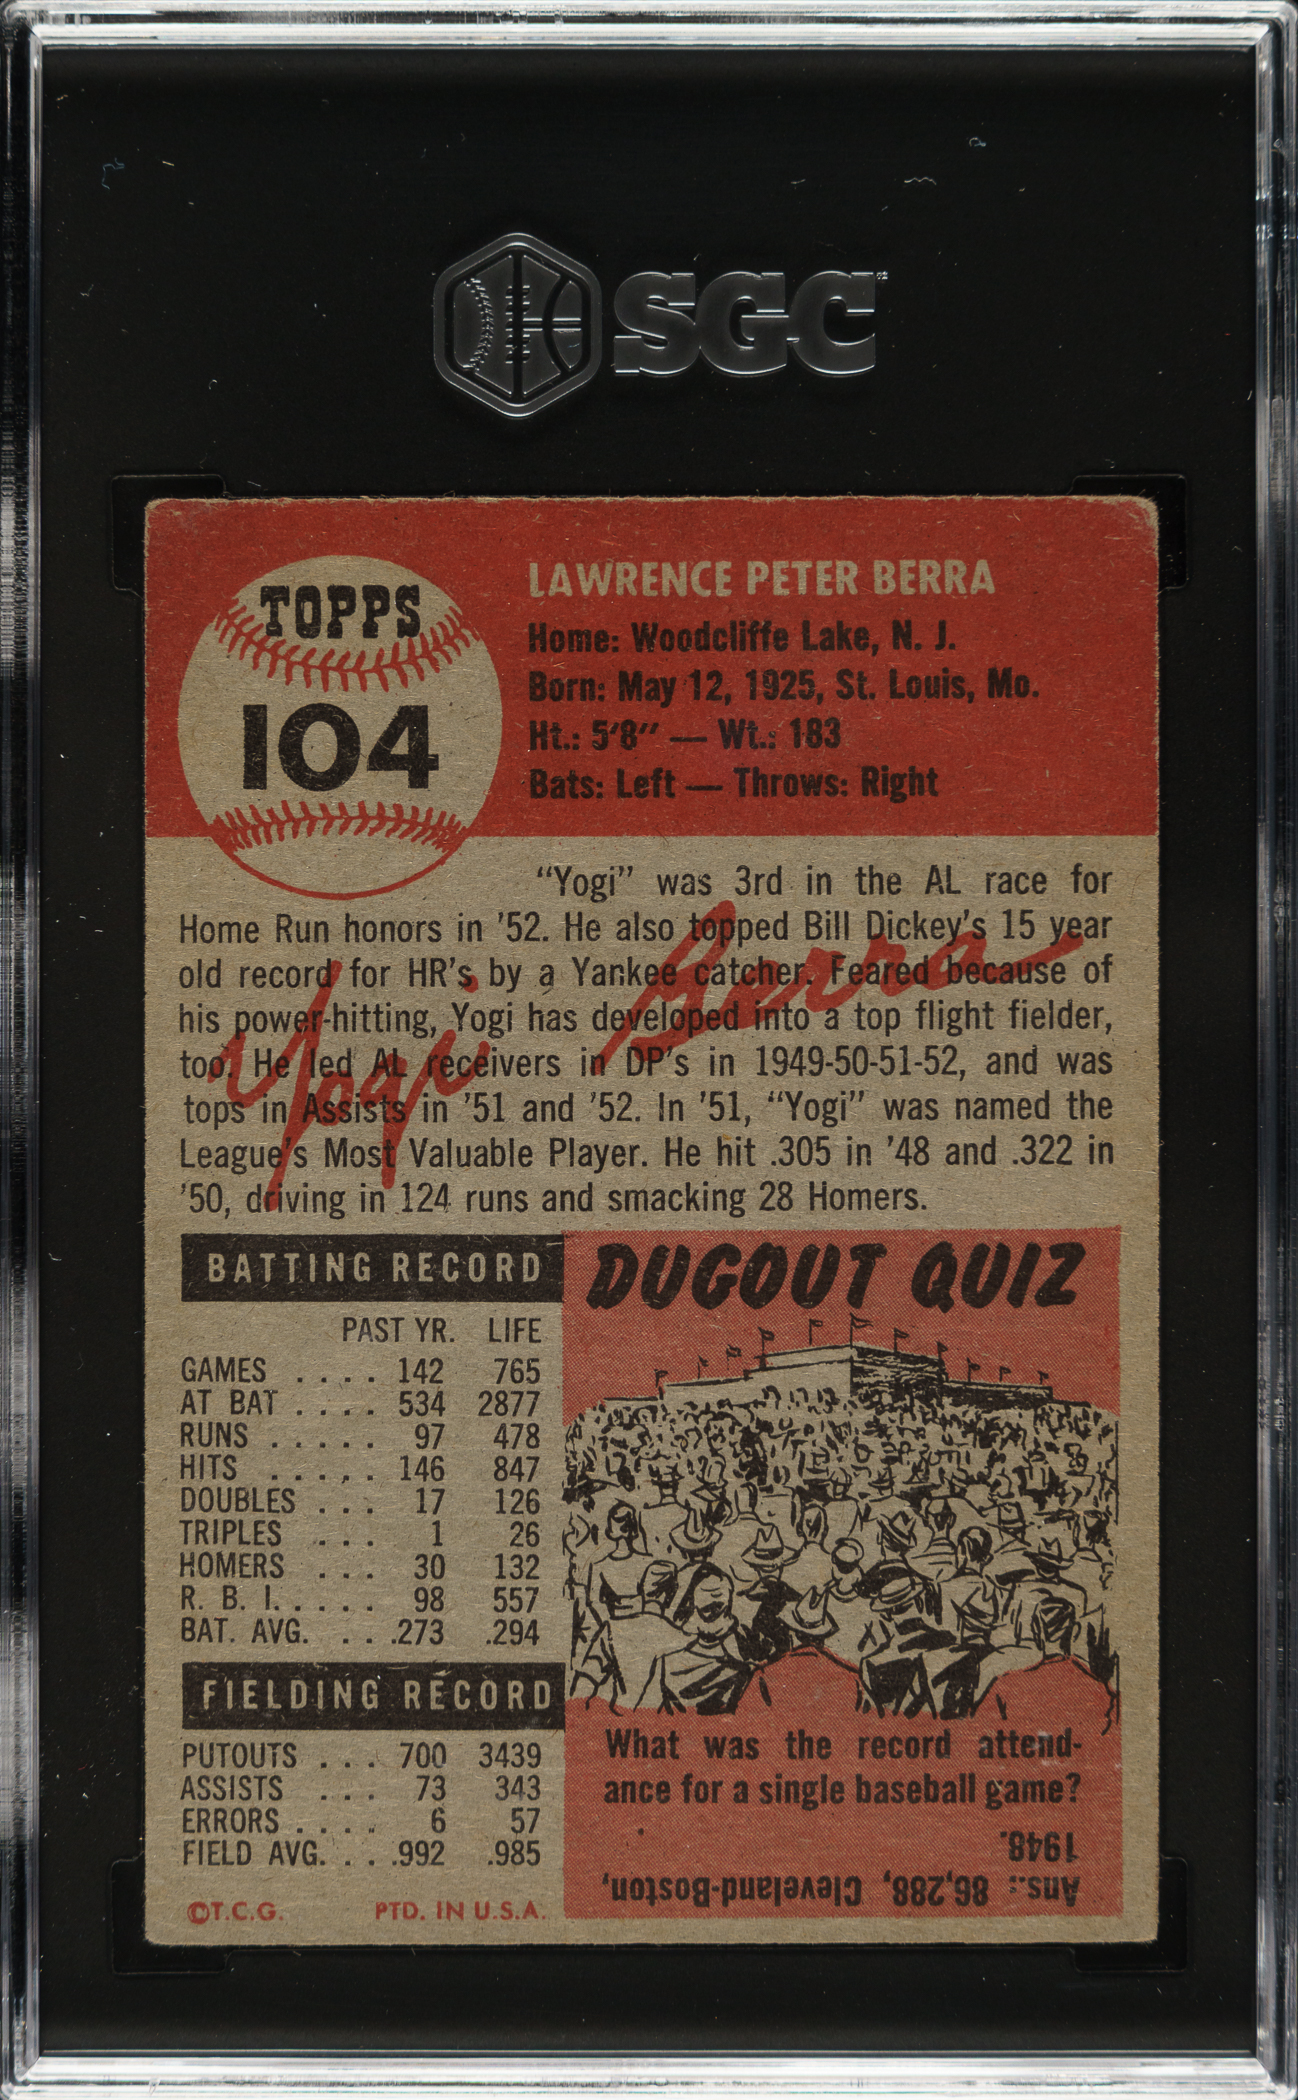 SGC
TOPPS
104
LAWRENCE PETER BERRA
Home: Woodcliffe Lake, N. J.
Born: May 12, 1925, St. Louis, Mo.
Ht.: 5'8" — Wt.: 183
Bats: Left — Throws: Right
"Yogi" was 3rd in the AL race for
Home Run honors in '52. He also topped Bill Dickey's 15 year
old record for HR's by a Yankee catcher. Feared because of
his power-hitting, Yogi has developed into a top flight fielder,
too. He led AL receivers in DP's in 1949-50-51-52, and was
tops in Assists in '51 and '52. In '51, "Yogi" was named the
League's Most Valuable Player. He hit .305 in '48 and .322 in
'50, driving in 124 runs and smacking 28 Homers.
Yogi Berra
BATTING RECORD
PAST YR. LIFE
GAMES . . . . 142 765
AT BAT . . . . 534 2877
RUNS . . . . . 97 478
HITS . . . . . 146 847
DOUBLES . . . 17 126
TRIPLES . . . 1 26
HOMERS . . . 30 132
R. B. I. . . . . 98 557
BAT. AVG. . . .273 .294
FIELDING RECORD
PUTOUTS . . . 700 3439
ASSISTS . . . 73 343
ERRORS . . . . 6 57
FIELD AVG. . . .992 .985
©T.C.G. PTD. IN U.S.A.
DUGOUT QUIZ
What was the record attend-
ance for a single baseball game?
Ans.: 86,288, Cleveland-Boston,
1948.